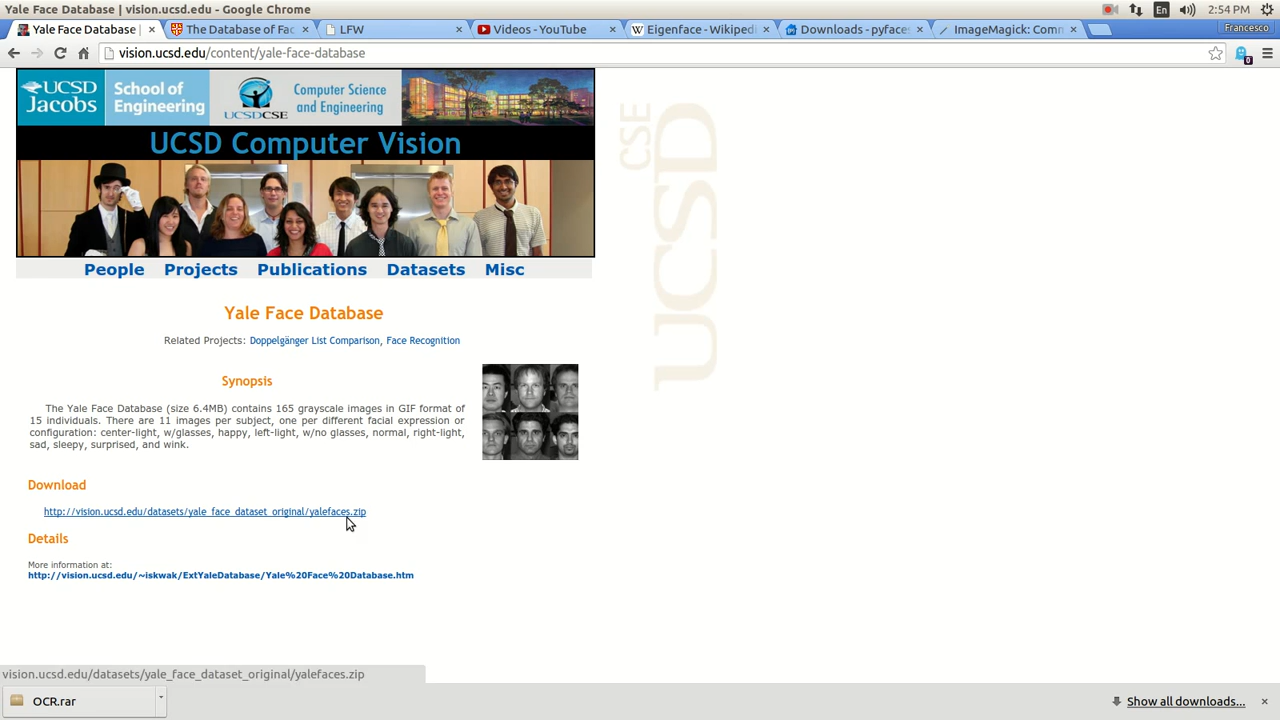 Yale Face Database | vision.ucsd.edu - Google Chrome
En
2:54 PM
Yale Face Database |
The Database of Fac
LFW
Videos - YouTube
Eigenface - Wikipedi
Downloads - pyfaces
ImageMagick: Comm
Francesco
vision.ucsd.edu/content/yale-face-database
0
UCSD
Jacobs
School of
Engineering
UCSDCSE
Computer Science
and Engineering
UCSD Computer Vision
CSE
UCSD
People Projects Publications Datasets Misc
Yale Face Database
Related Projects: Doppelgänger List Comparison, Face Recognition
Synopsis
The Yale Face Database (size 6.4MB) contains 165 grayscale images in GIF format of
15 individuals. There are 11 images per subject, one per different facial expression or
configuration: center-light, w/glasses, happy, left-light, w/no glasses, normal, right-light,
sad, sleepy, surprised, and wink.
Download
http://vision.ucsd.edu/datasets/yale_face_dataset_original/yalefaces.zip
Details
More information at:
http://vision.ucsd.edu/~iskwak/ExtYaleDatabase/Yale%20Face%20Database.htm
vision.ucsd.edu/datasets/yale_face_dataset_original/yalefaces.zip
OCR.rar
Show all downloads...